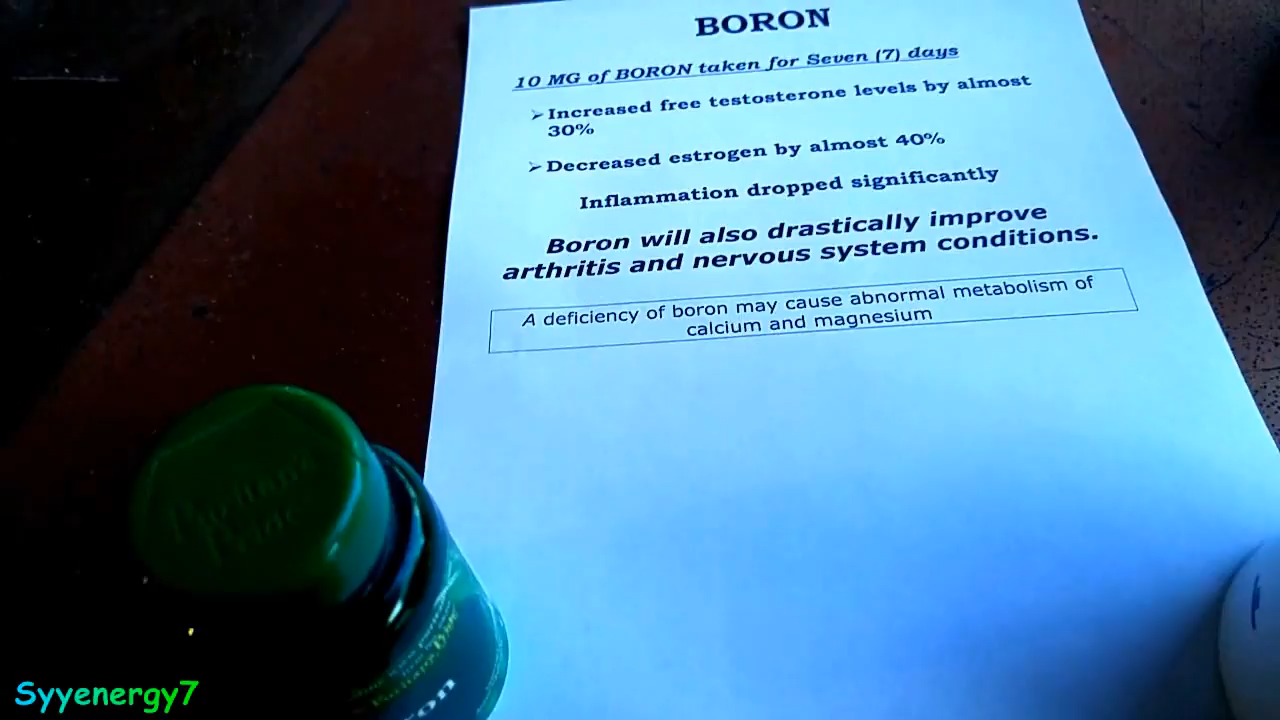 BORON
10 MG of BORON taken for Seven (7) days
➢Increased free testosterone levels by almost
30%
➢Decreased estrogen by almost 40%
Inflammation dropped significantly
Boron will also drastically improve
arthritis and nervous system conditions.
A deficiency of boron may cause abnormal metabolism of
calcium and magnesium
Puritan's
Pride
Syyenergy7